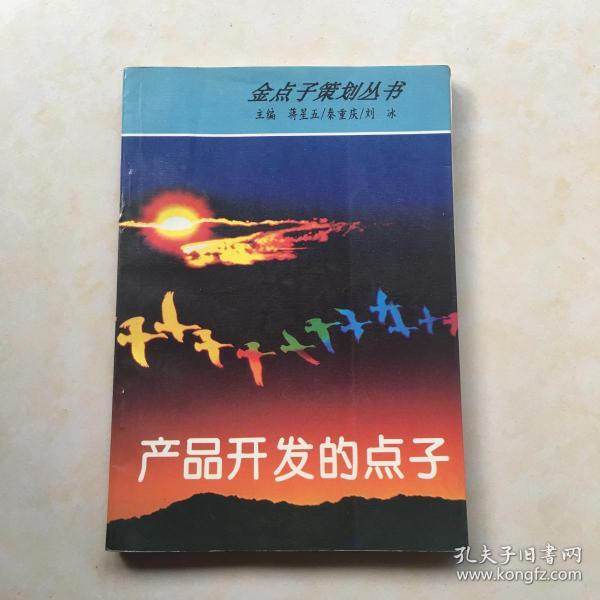 金点子策划丛书
主编 蒋星五/秦重庆/刘 冰
产品开发的点子
孔夫子旧书网
www.kongfz.com